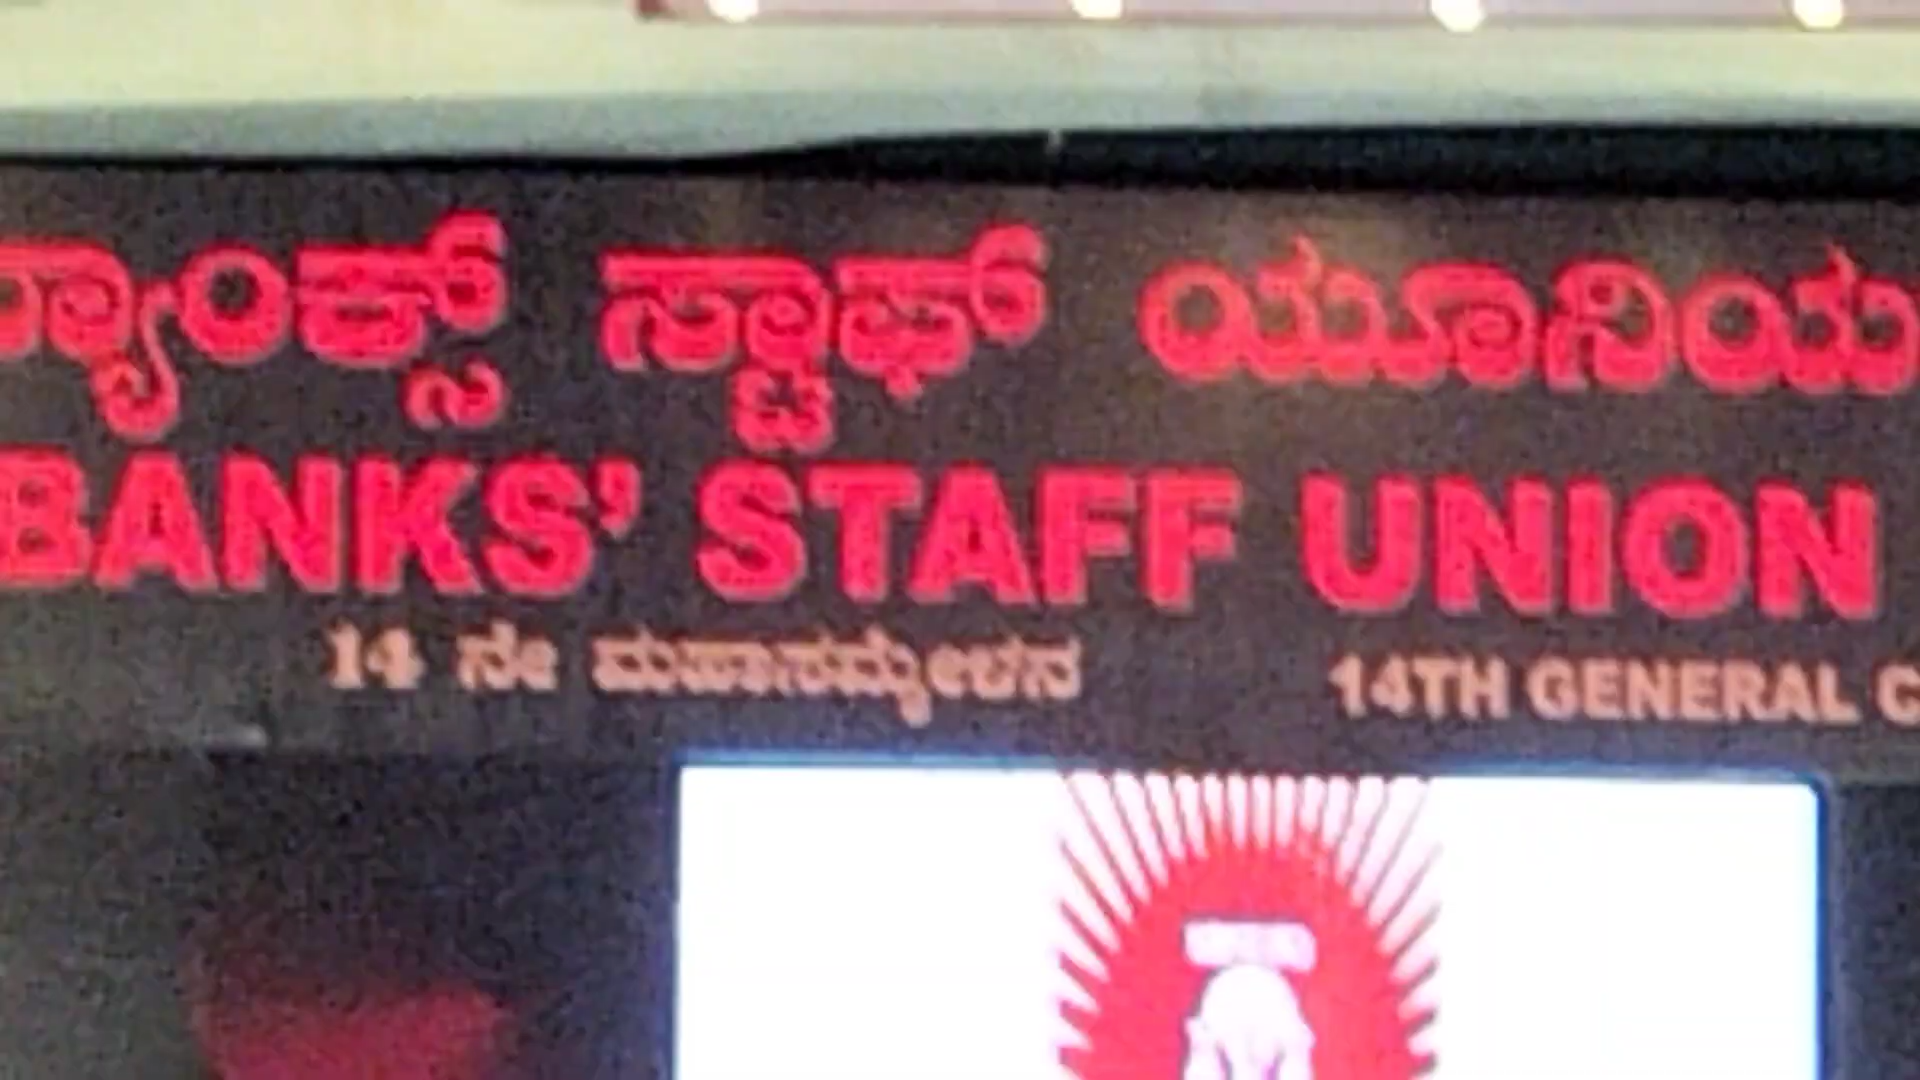 ಬ್ಯಾಂಕ್ಸ್ ಸ್ಟಾಫ್ ಯೂನಿಯ
BANKS' STAFF UNION
14 ನೇ ಮಹಾಸಮ್ಮೇಳನ 14TH GENERAL C